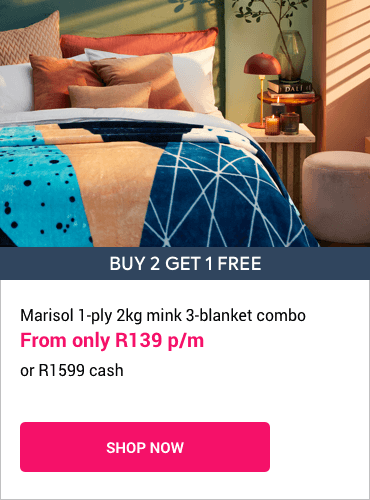 BUY 2 GET 1 FREE
Marisol 1-ply 2kg mink 3-blanket combo
From only R139 p/m
or R1599 cash
SHOP NOW